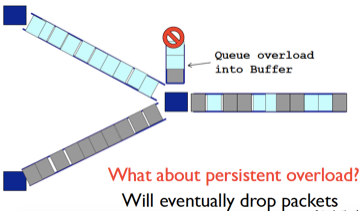 Queue overload
into Buffer
What about persistent overload?
Will eventually drop packets